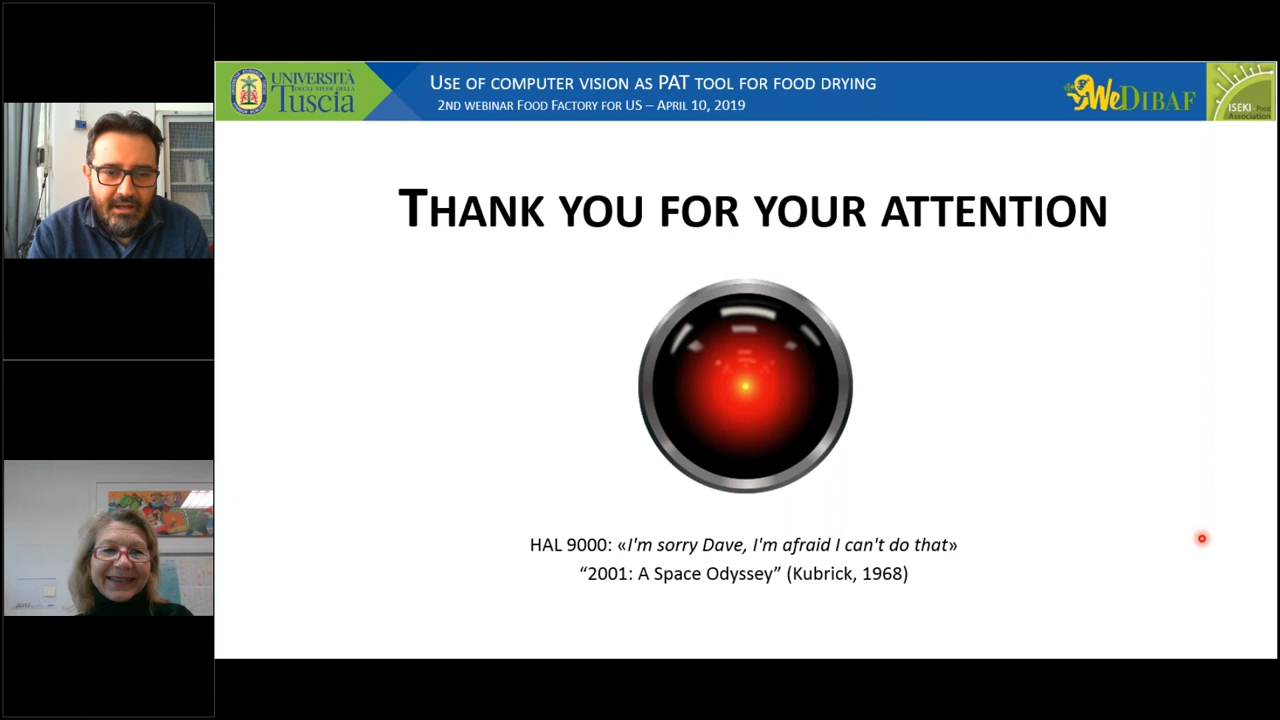 UNIVERSITÀ
DEGLI STUDI DELLA
TUSCIA
USE OF COMPUTER VISION AS PAT TOOL FOR FOOD DRYING
2ND WEBINAR FOOD FACTORY FOR US – APRIL 10, 2019
WEDIBAF
ISEKI-Food
Association
THANK YOU FOR YOUR ATTENTION
HAL 9000: «I'm sorry Dave, I'm afraid I can't do that»
“2001: A Space Odyssey” (Kubrick, 1968)